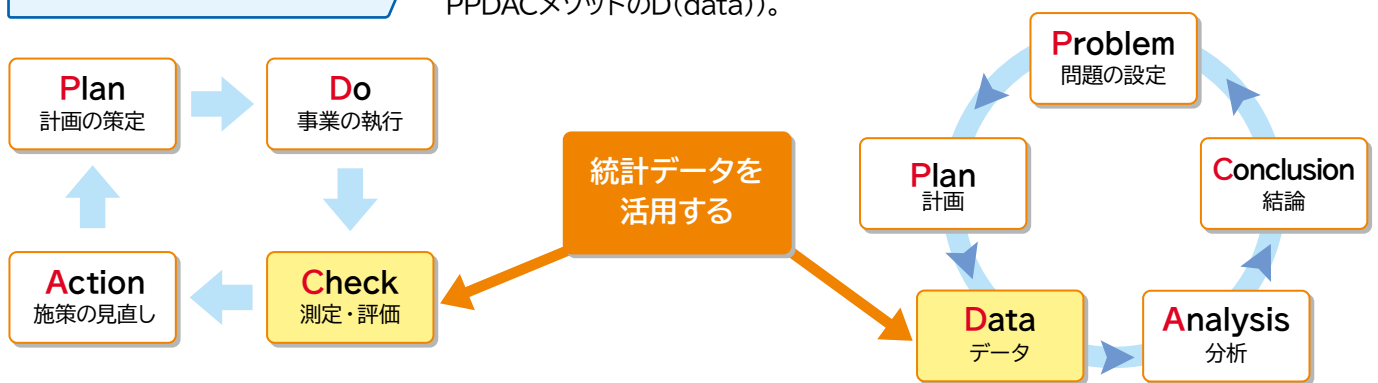 PPDACメソッドのD(data))。
Plan
計画の策定
Do
事業の執行
Check
測定・評価
Action
施策の見直し
統計データを
活用する
Problem
問題の設定
Plan
計画
Data
データ
Analysis
分析
Conclusion
結論